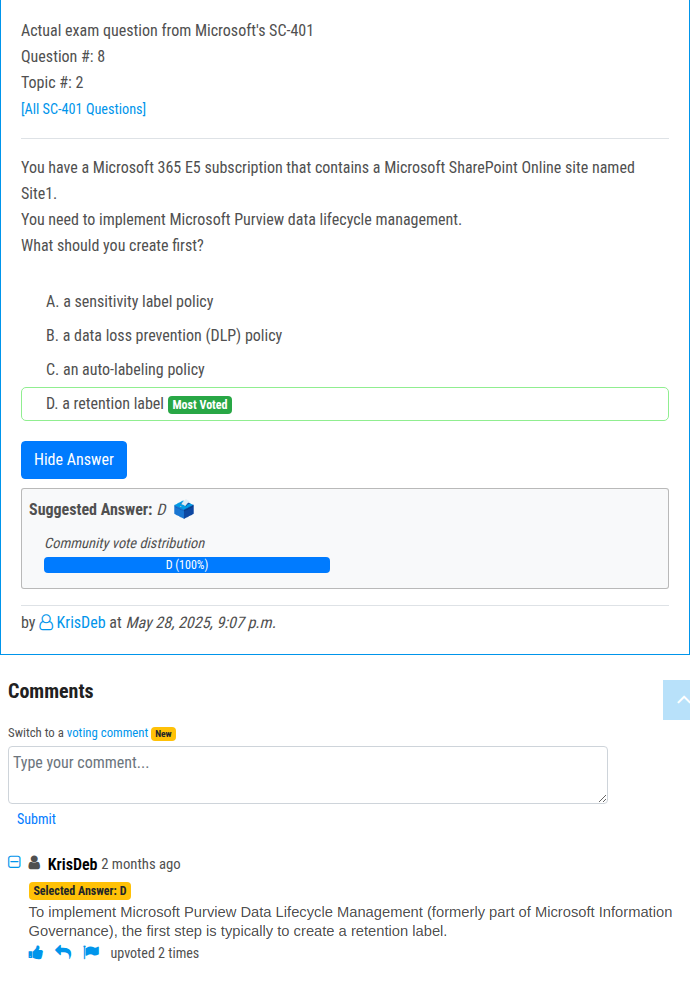 Actual exam question from Microsoft's SC-401
Question #: 8
Topic #: 2
[All SC-401 Questions]
You have a Microsoft 365 E5 subscription that contains a Microsoft SharePoint Online site named
Site1.
You need to implement Microsoft Purview data lifecycle management.
What should you create first?
A. a sensitivity label policy
B. a data loss prevention (DLP) policy
C. an auto-labeling policy
D. a retention label Most Voted
Hide Answer
Suggested Answer: D
Community vote distribution
D (100%)
by KrisDeb at May 28, 2025, 9:07 p.m.
Comments
Switch to a voting comment New
Type your comment...
Submit
KrisDeb 2 months ago
Selected Answer: D
To implement Microsoft Purview Data Lifecycle Management (formerly part of Microsoft Information
Governance), the first step is typically to create a retention label.
upvoted 2 times